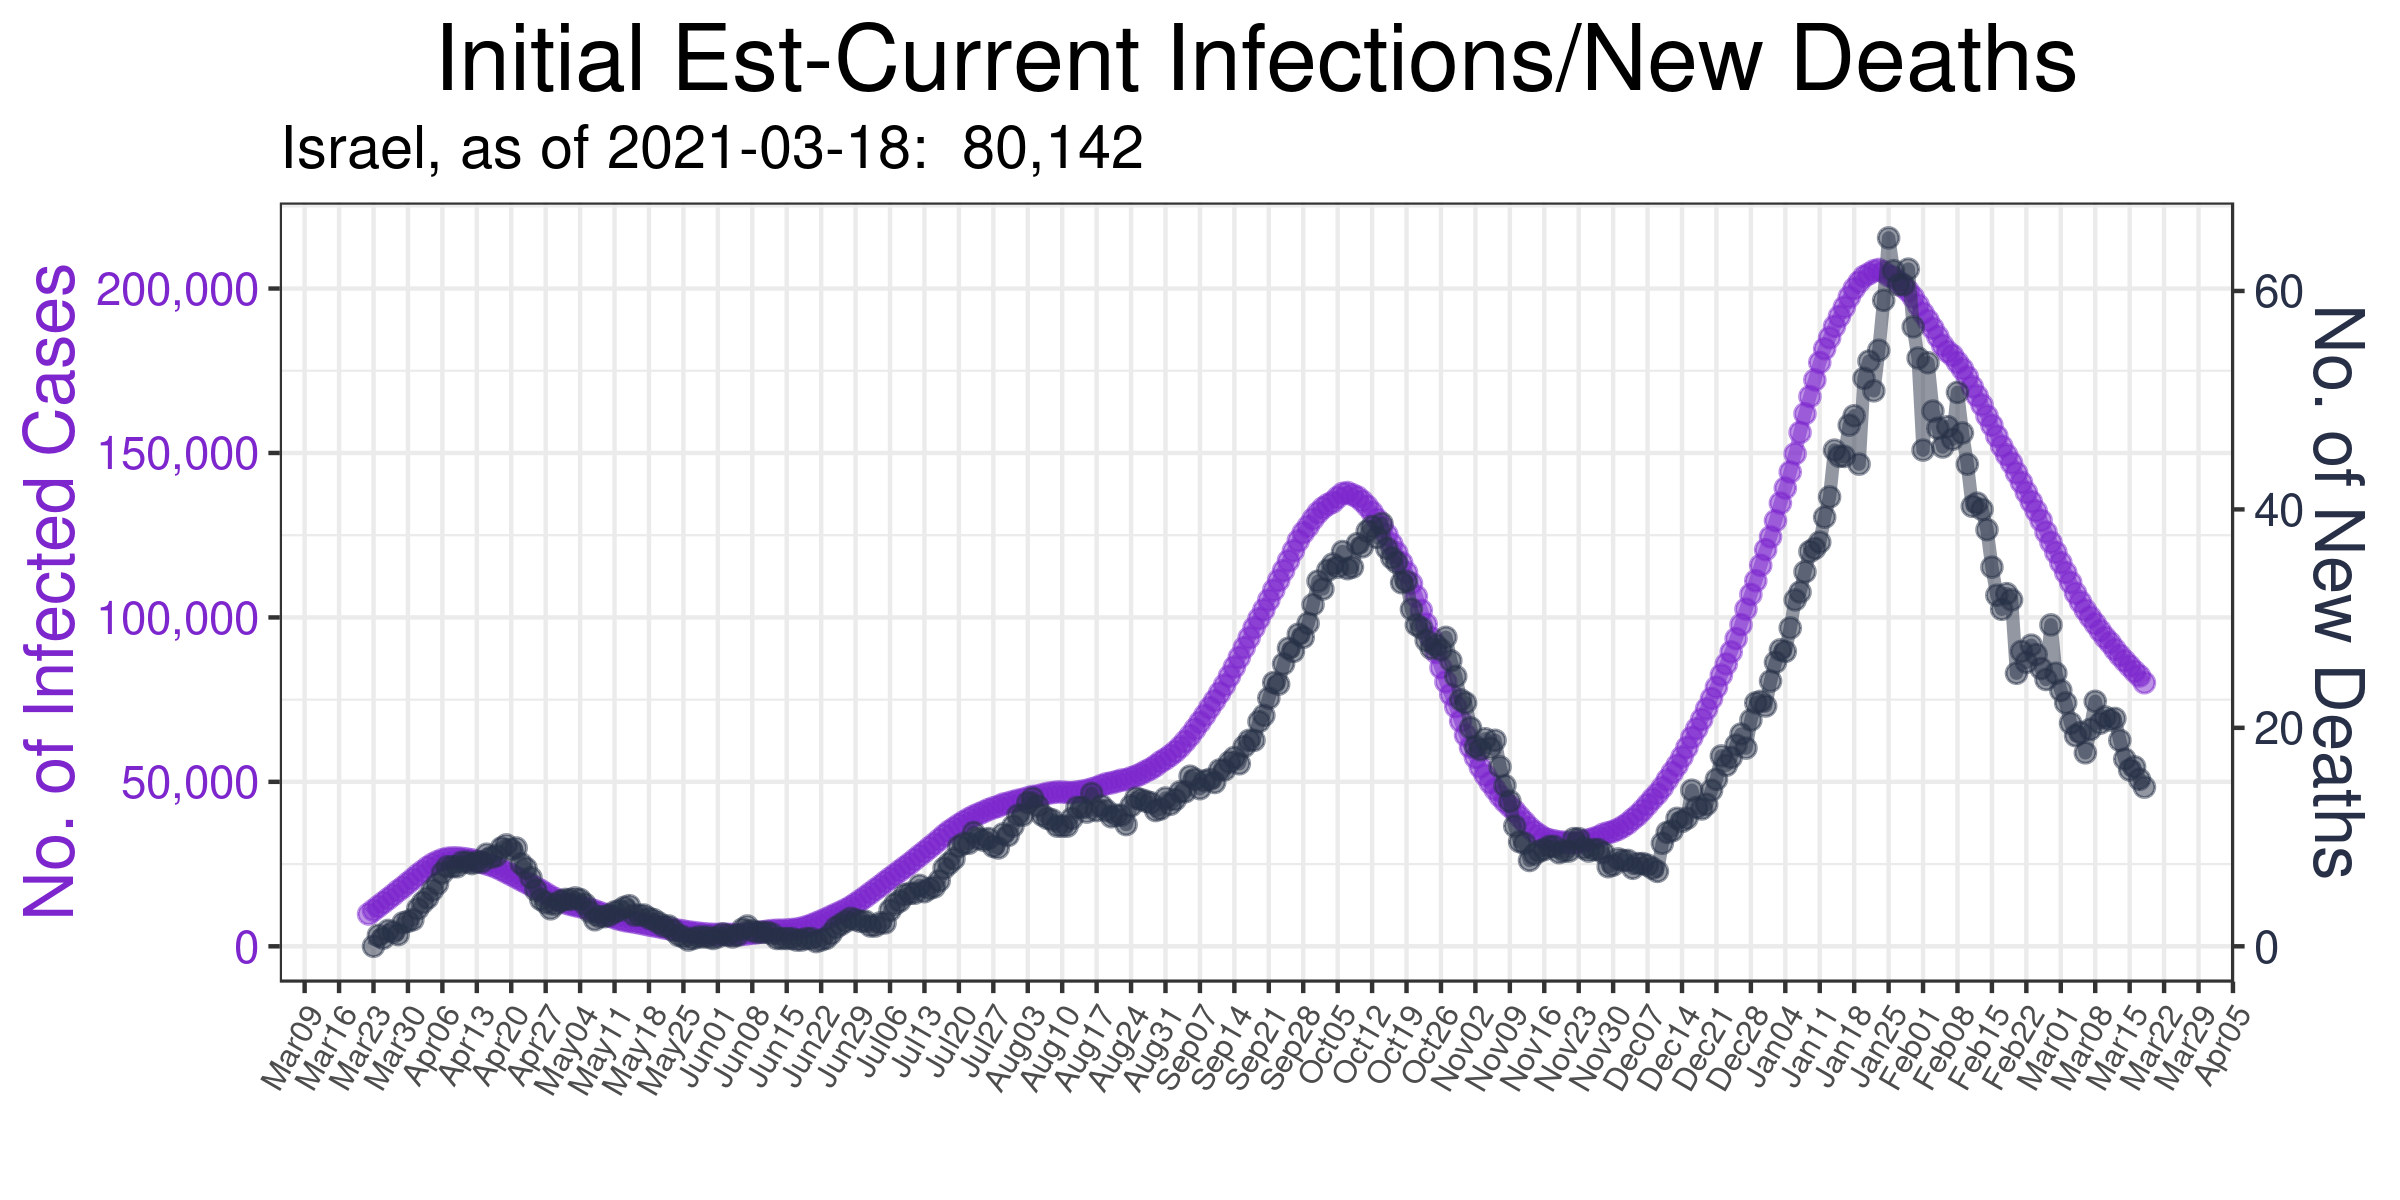 Initial Est-Current Infections/New Deaths
Israel, as of 2021-03-18:  80,142
No. of Infected Cases
200,000
150,000
100,000
50,000
0
60
40
20
0
No. of New Deaths
Mar09
Mar16
Mar23
Mar30
Apr06
Apr13
Apr20
Apr27
May04
May11
May18
May25
Jun01
Jun08
Jun15
Jun22
Jun29
Jul06
Jul13
Jul20
Jul27
Aug03
Aug10
Aug17
Aug24
Aug31
Sep07
Sep14
Sep21
Sep28
Oct05
Oct12
Oct19
Oct26
Nov02
Nov09
Nov16
Nov23
Nov30
Dec07
Dec14
Dec21
Dec28
Jan04
Jan11
Jan18
Jan25
Feb01
Feb08
Feb15
Feb22
Mar01
Mar08
Mar15
Mar22
Mar29
Apr05